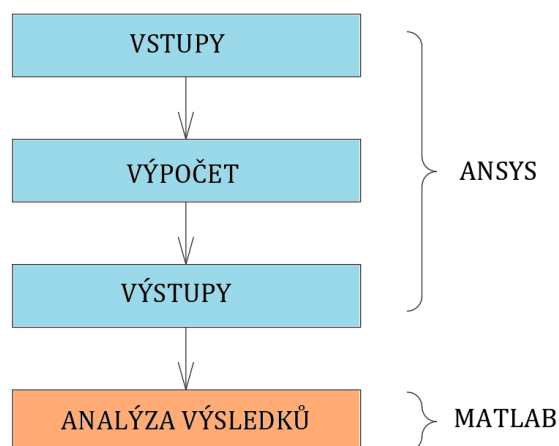 VSTUPY
VÝPOČET
VÝSTUPY
ANSYS
ANALÝZA VÝSLEDKŮ
MATLAB